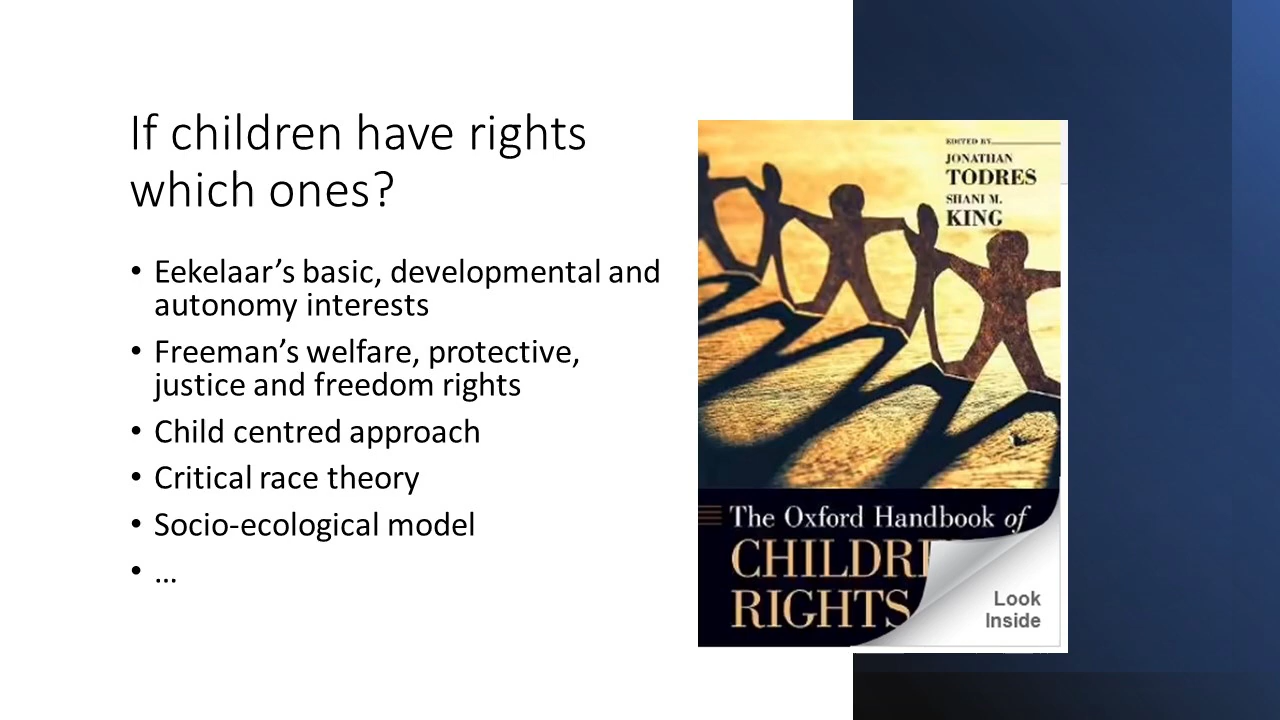 If children have rights
which ones?
• Eekelaar’s basic, developmental and
autonomy interests
• Freeman’s welfare, protective,
justice and freedom rights
• Child centred approach
• Critical race theory
• Socio-ecological model
• …
EDITED BY
JONATHAN
TODRES
SHANI M.
KING
The Oxford Handbook of
CHILDRE
RIGHTS
Look
Inside